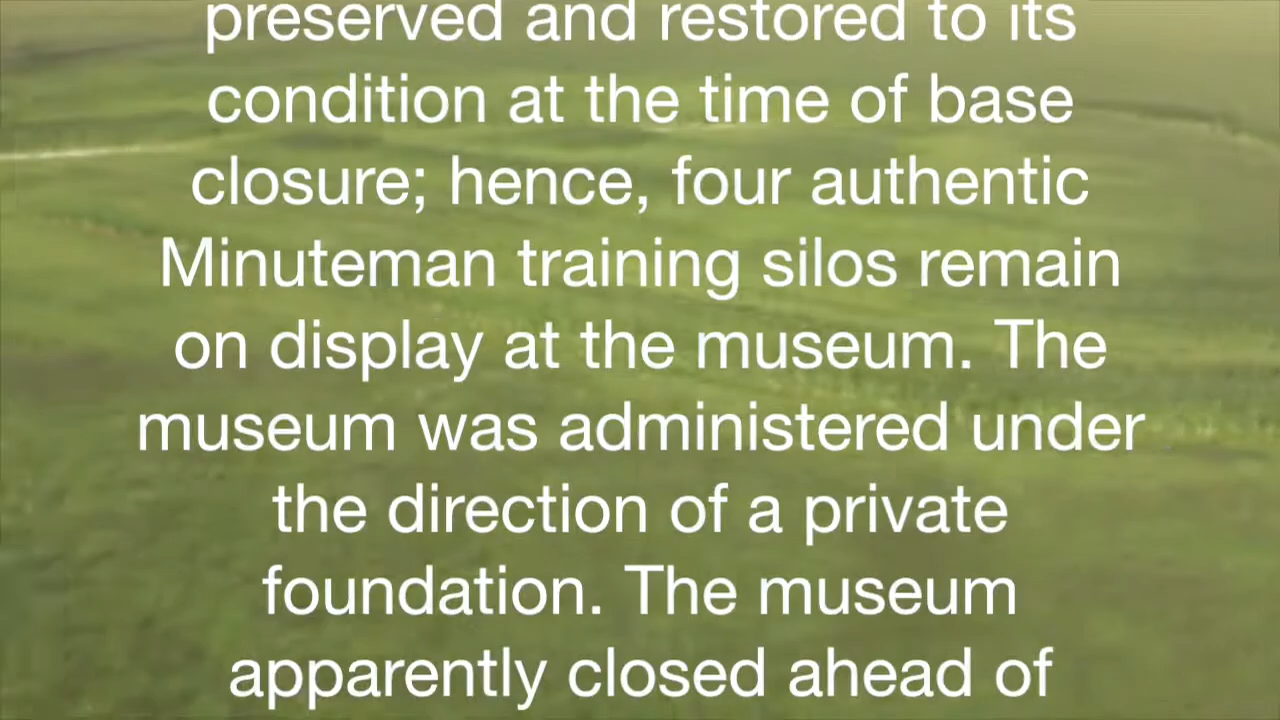 preserved and restored to its
condition at the time of base
closure; hence, four authentic
Minuteman training silos remain
on display at the museum. The
museum was administered under
the direction of a private
foundation. The museum
apparently closed ahead of